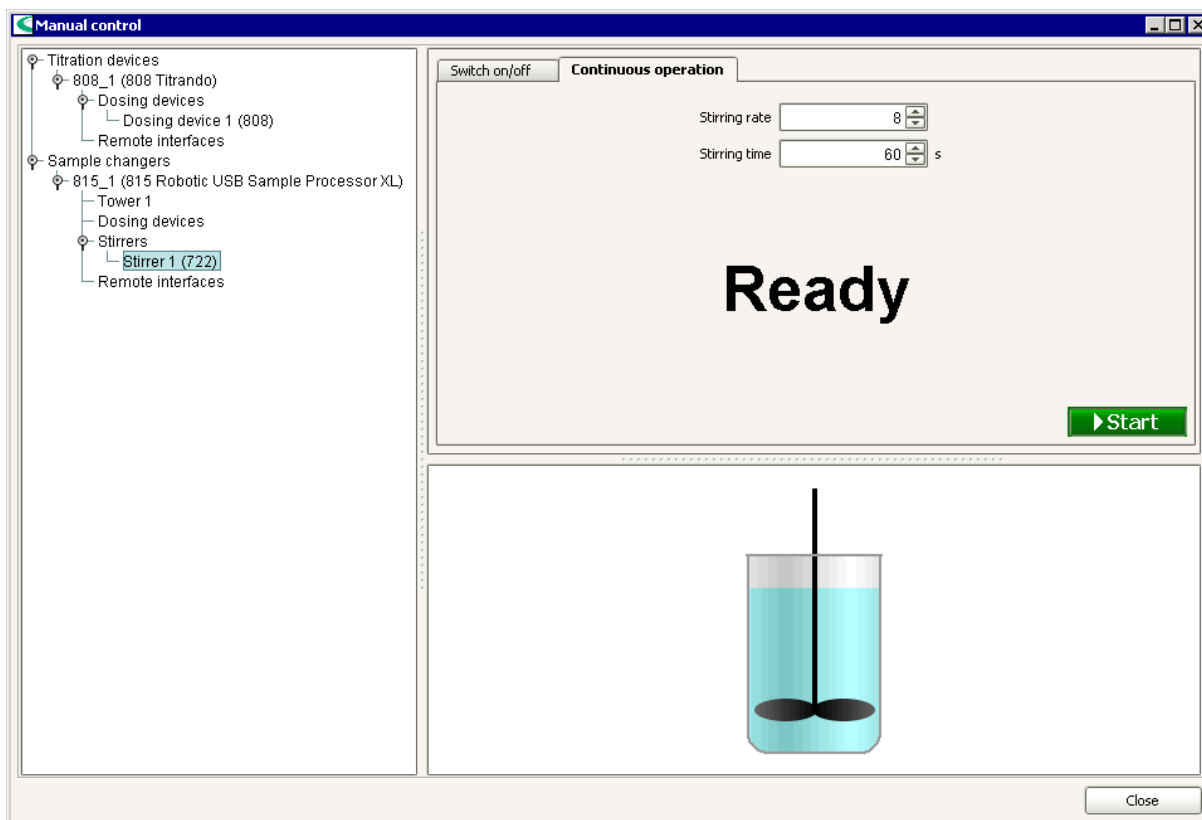 Manual control
Titration devices
808_1 (808 Titrando)
Dosing devices
Dosing device 1 (808)
Remote interfaces
Sample changers
815_1 (815 Robotic USB Sample Processor XL)
Tower 1
Dosing devices
Stirrers
Stirrer 1 (722)
Remote interfaces
Switch on/off Continuous operation
Stirring rate 8
Stirring time 60 s
Ready
Start
Close